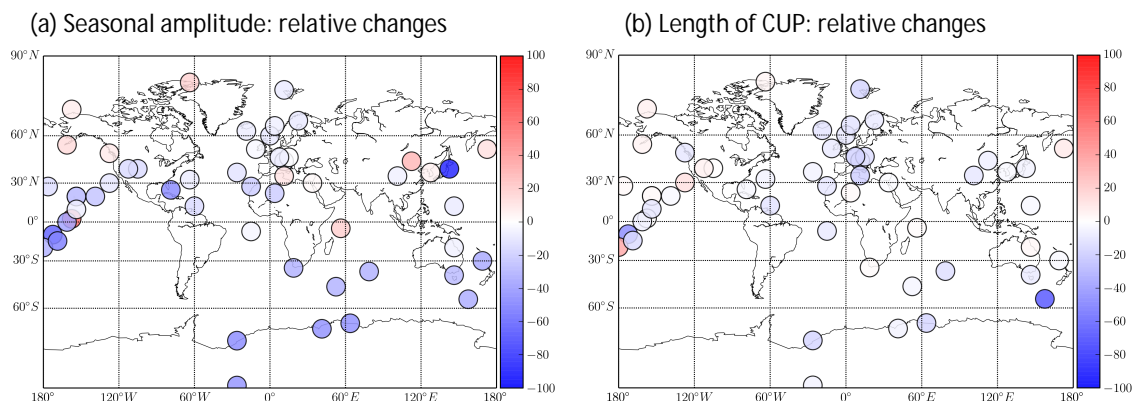 (a) Seasonal amplitude: relative changes
90°N
60°N
30°N
0°
30°S
60°S
180°
120°W
60°W
0°
60°E
120°E
180°
100
80
60
40
20
0
−20
−40
−60
−80
−100
(b) Length of CUP: relative changes
90°N
60°N
30°N
0°
30°S
60°S
180°
120°W
60°W
0°
60°E
120°E
180°
100
80
60
40
20
0
−20
−40
−60
−80
−100